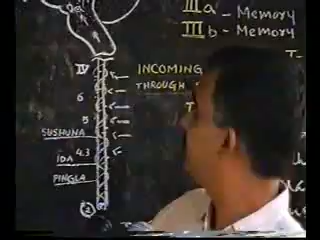 IIIa - Memory
IIIb - Memory
IV
INCOMING
THROUGH
6
5
SUSHUNA
4.3
IDA
PINGLA
2